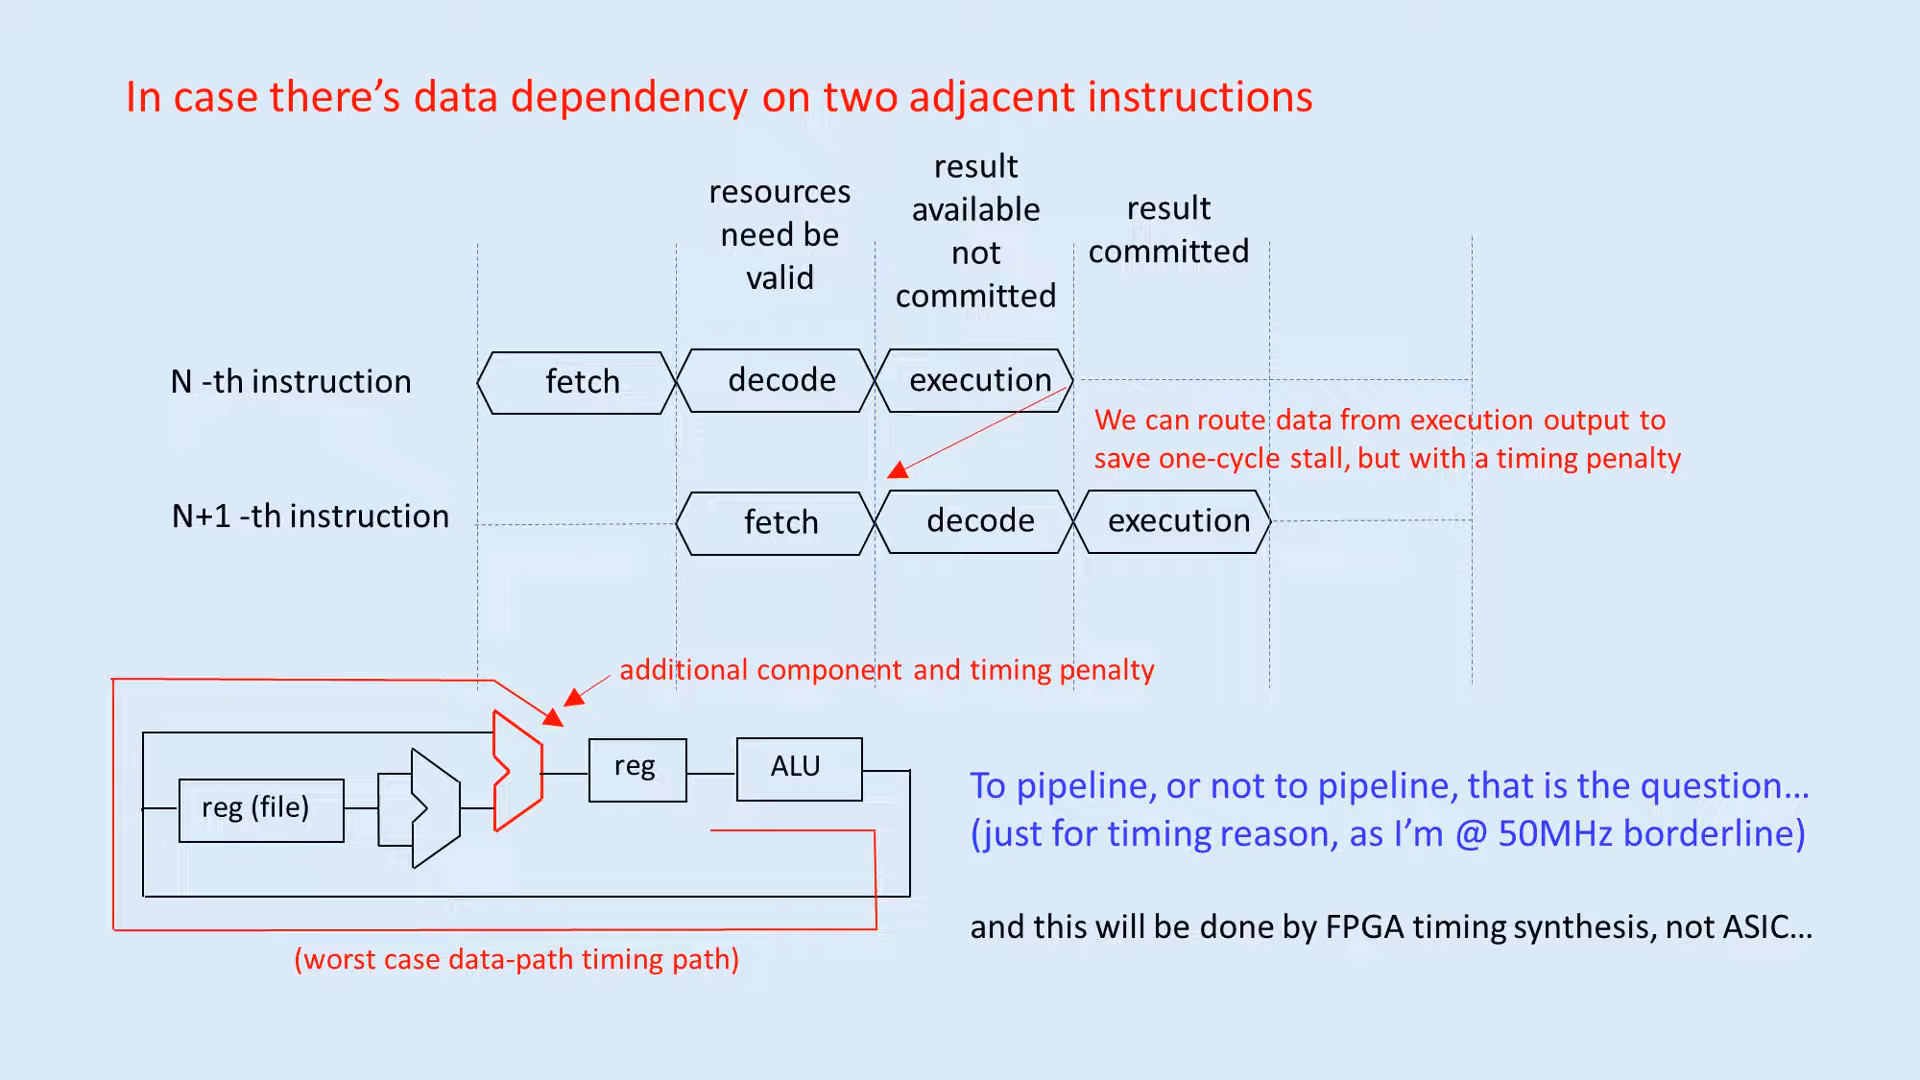 In case there’s data dependency on two adjacent instructions
resources
need be
valid
result
available
not
committed
result
committed
N -th instruction
fetch
decode
execution
We can route data from execution output to
save one-cycle stall, but with a timing penalty
N+1 -th instruction
fetch
decode
execution
additional component and timing penalty
reg (file)
reg
ALU
(worst case data-path timing path)
To pipeline, or not to pipeline, that is the question…
(just for timing reason, as I’m @ 50MHz borderline)
and this will be done by FPGA timing synthesis, not ASIC…